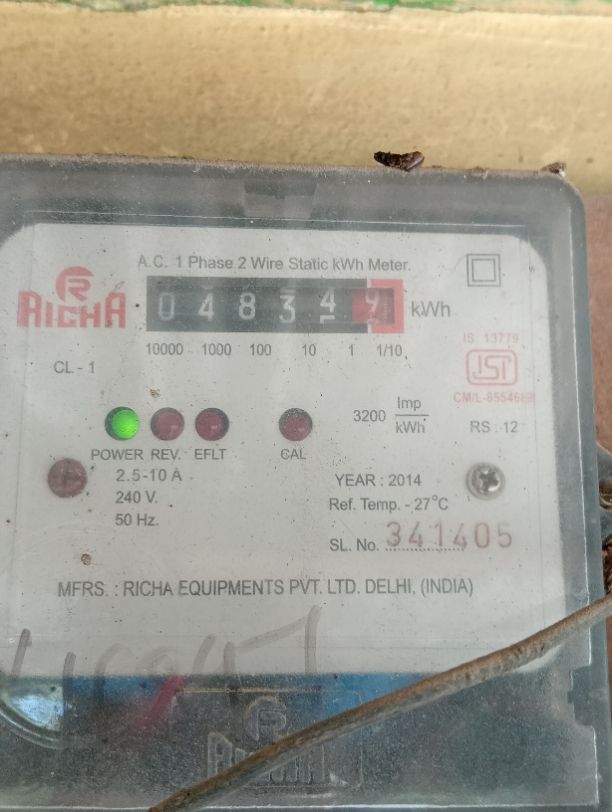 A.C. 1 Phase 2 Wire Static kWh Meter.
RICHA
0 4 8 3 4 9 kWh
10000 1000 100 10 1 1/10
IS 13779
ISI
CL - 1
3200 Imp/kWh
RS - 12
POWER REV. EFLT CAL
2.5-10 A
240 V.
50 Hz.
YEAR : 2014
Ref. Temp. - 27°C
SL. No. 341405
MFRS. : RICHA EQUIPMENTS PVT. LTD. DELHI, (INDIA)
RICHA